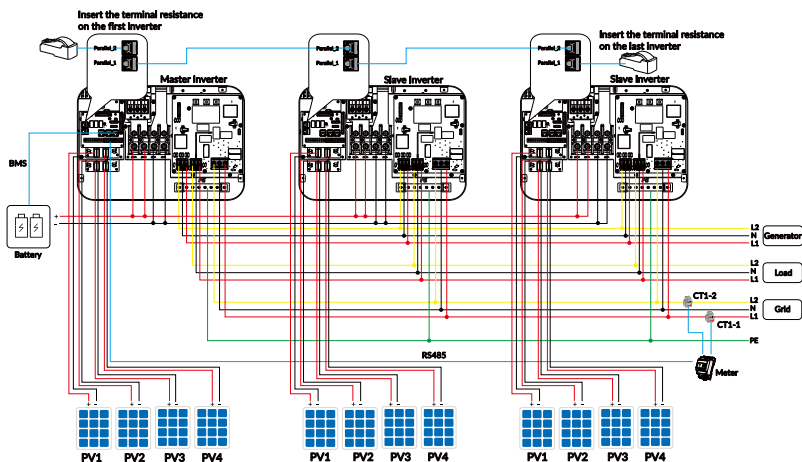 Insert the terminal resistance
on the first inverter
Parallel_2
Parallel_1
Master Inverter
Parallel_2
Parallel_1
Slave Inverter
Parallel_2
Parallel_1
Insert the terminal resistance
on the last inverter
Slave Inverter
BMS
+
-
Battery
L2
N
L1
Generator
L2
N
L1
Load
CT1-2
L2
N
L1
Grid
CT1-1
PE
RS485
Meter
+ - + - + - + -
+ - + - + - + -
+ - + - + - + -
PV1 PV2 PV3 PV4
PV1 PV2 PV3 PV4
PV1 PV2 PV3 PV4